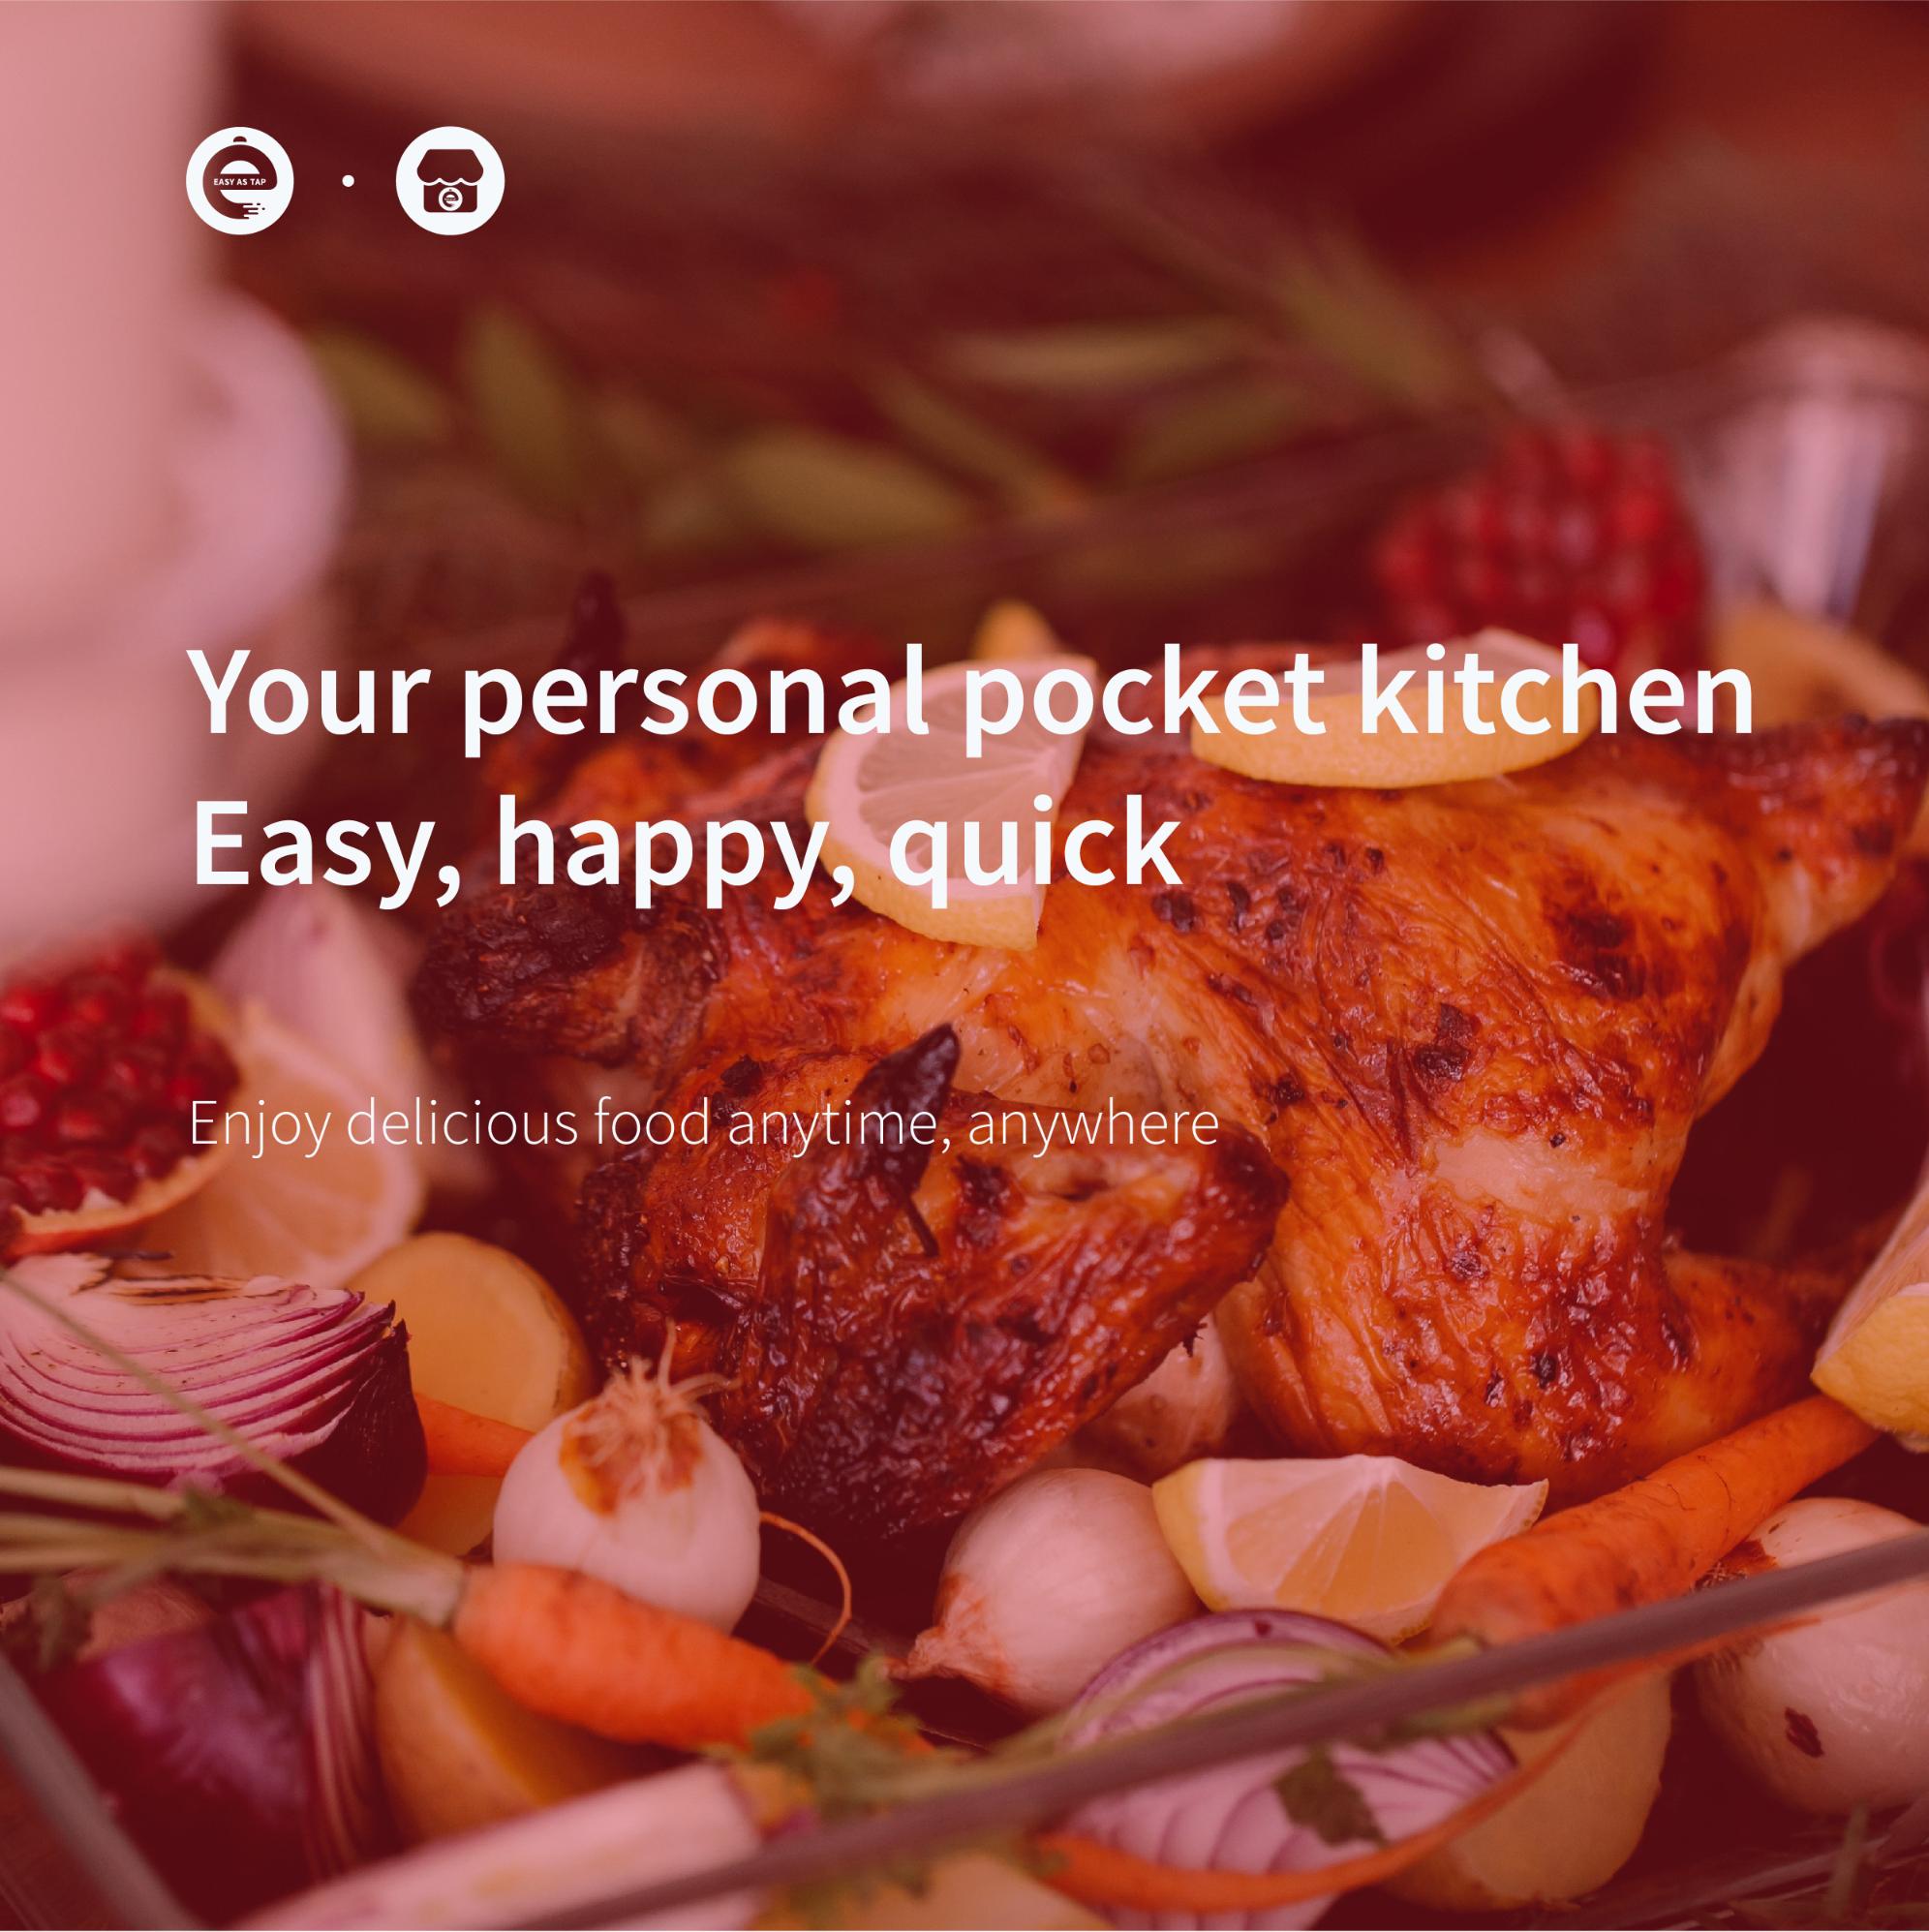 EASY AS TAP
Your personal pocket kitchen
Easy, happy, quick
Enjoy delicious food anytime, anywhere